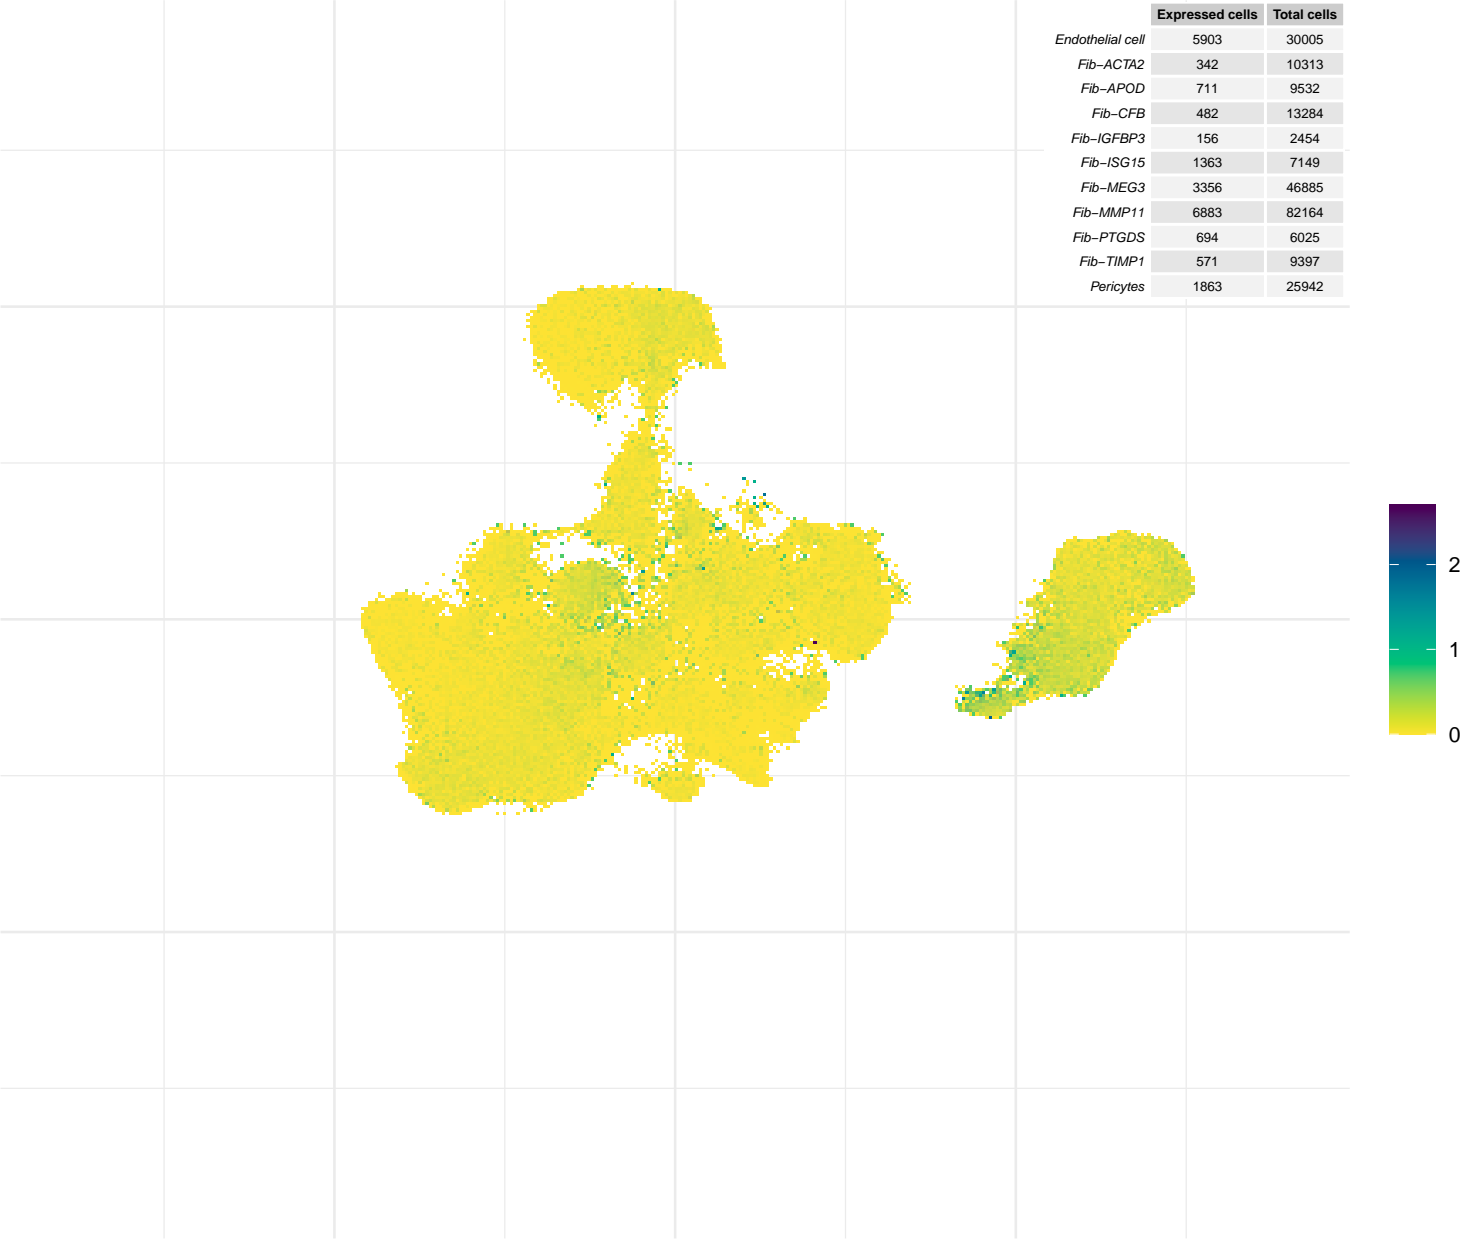 Expressed cells Total cells
Endothelial cell 5903 30005
Fib−ACTA2 342 10313
Fib−APOD 711 9532
Fib−CFB 482 13284
Fib−IGFBP3 156 2454
Fib−ISG15 1363 7149
Fib−MEG3 3356 46885
Fib−MMP11 6883 82164
Fib−PTGDS 694 6025
Fib−TIMP1 571 9397
Pericytes 1863 25942
2
1
0